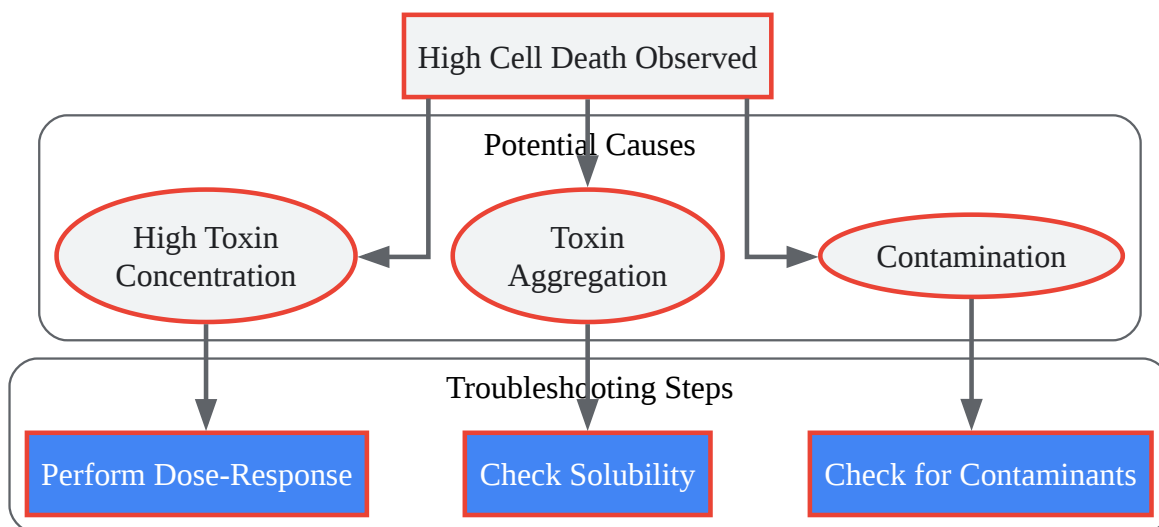 High Cell Death Observed
Potential Causes
High Toxin
Concentration
Toxin
Aggregation
Contamination
Troubleshooting Steps
Perform Dose-Response
Check Solubility
Check for Contaminants